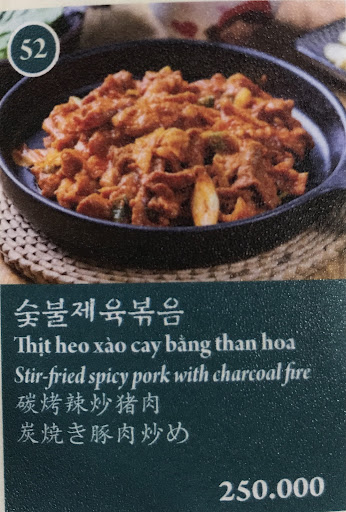 52
숯불제육볶음
Thịt heo xào cay bằng than hoa
Stir-fried spicy pork with charcoal fire
碳烤辣炒猪肉
炭焼き豚肉炒め
250.000